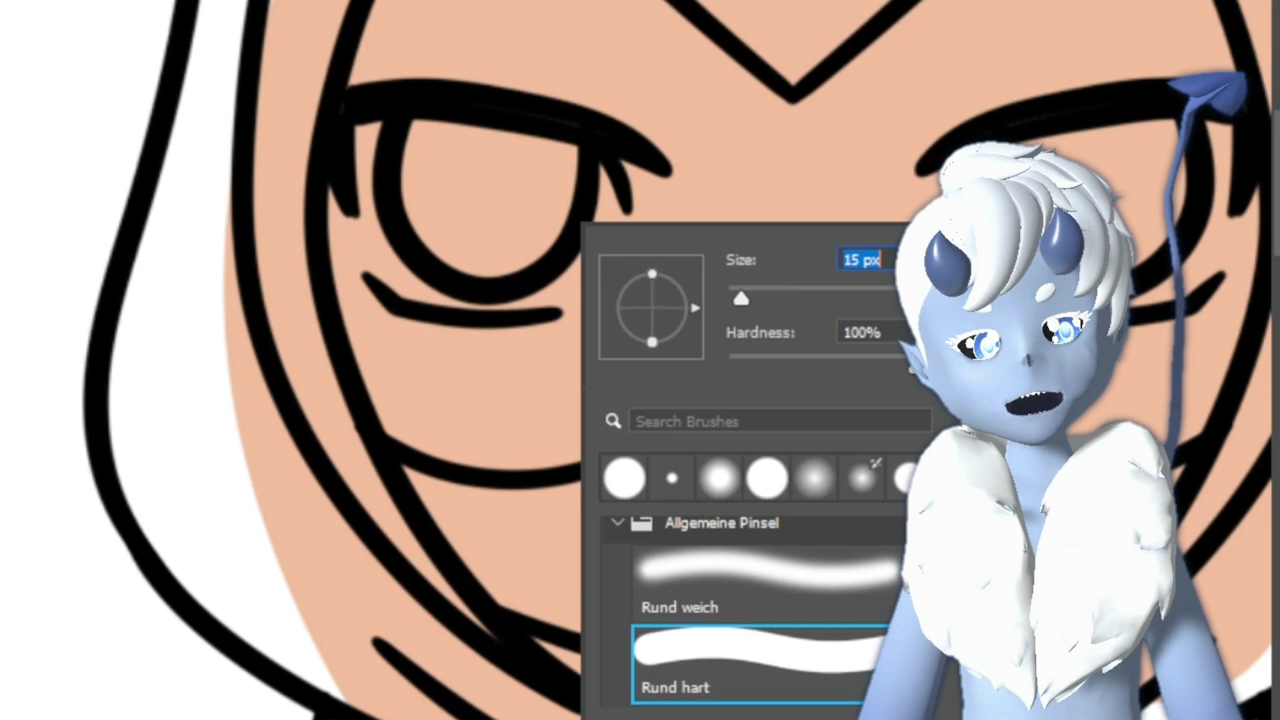 Size:
15 px
Hardness:
100%
Search Brushes
Allgemeine Pinsel
Rund weich
Rund hart